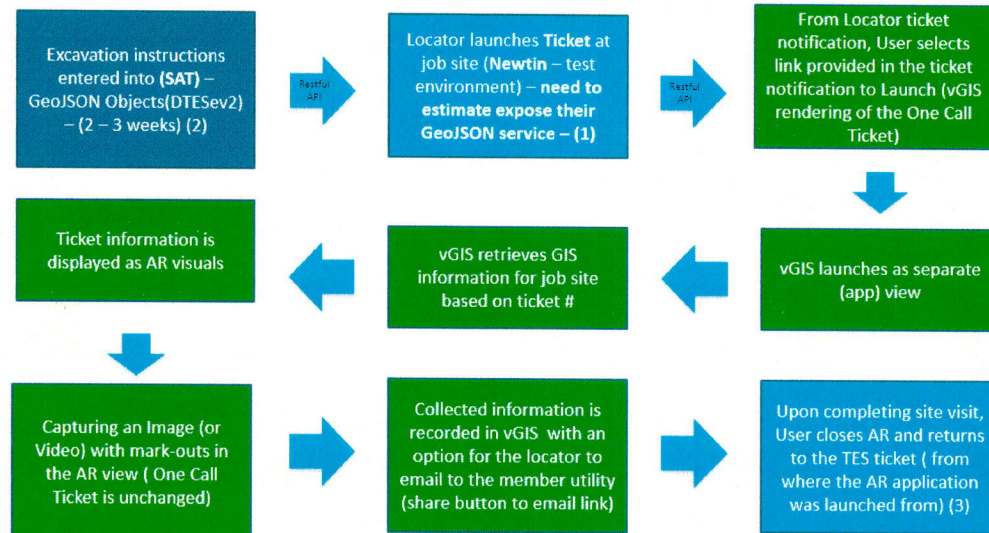 Excavation instructions
entered into (SAT) –
GeoJSON Objects(DTESev2)
– (2 – 3 weeks) (2)
Restful
API
Locator launches Ticket at
job site (Newtin – test
environment) – need to
estimate expose their
GeoJSON service – (1)
Restful
API
From Locator ticket
notification, User selects
link provided in the ticket
notification to Launch (vGIS
rendering of the One Call
Ticket)
vGIS launches as separate
(app) view
vGIS retrieves GIS
information for job site
based on ticket #
Ticket information is
displayed as AR visuals
Capturing an Image (or
Video) with mark-outs in
the AR view ( One Call
Ticket is unchanged)
Collected information is
recorded in vGIS with an
option for the locator to
email to the member utility
(share button to email link)
Upon completing site visit,
User closes AR and returns
to the TES ticket ( from
where the AR application
was launched from) (3)